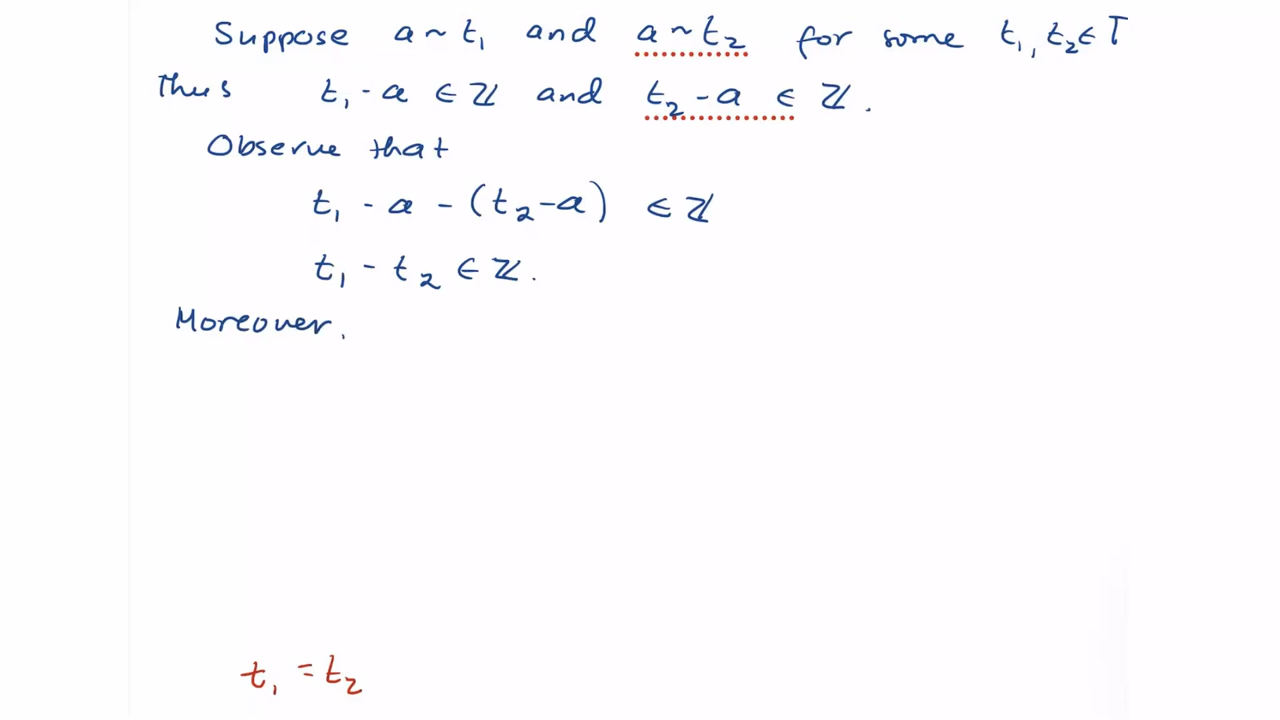 Suppose a ~ t₁ and a ~ t₂ for some t₁, t₂ ∈ T
Thus t₁ - a ∈ ℤ and t₂ - a ∈ ℤ.
Observe that
t₁ - a - (t₂ - a) ∈ ℤ
t₁ - t₂ ∈ ℤ.
Moreover,
t₁ = t₂